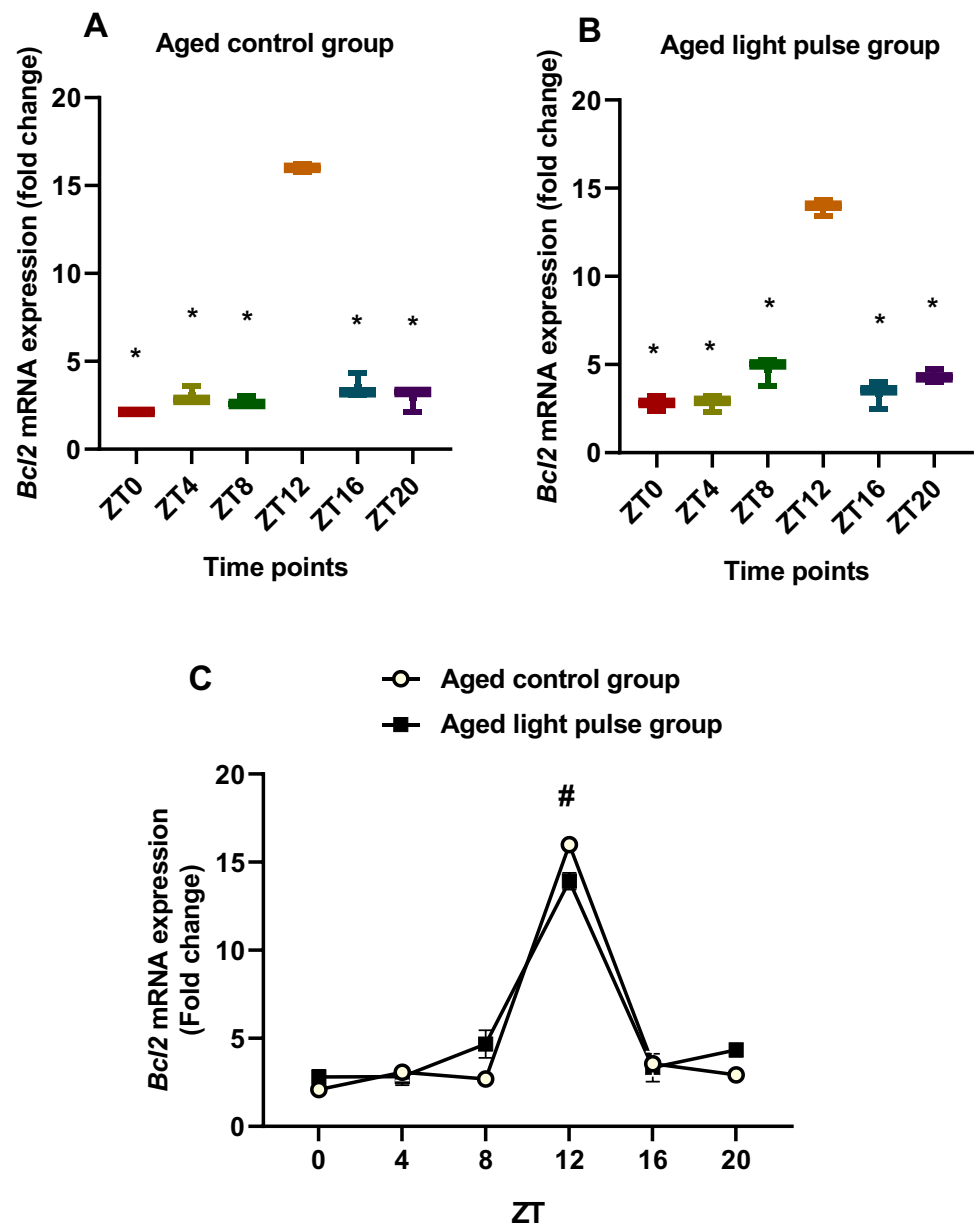 A
Aged control group
Bcl2 mRNA expression (fold change)
20
15
10
5
0
*
*
*
*
*
ZT0
ZT4
ZT8
ZT12
ZT16
ZT20
Time points
B
Aged light pulse group
Bcl2 mRNA expression (fold change)
20
15
10
5
0
*
*
*
*
*
ZT0
ZT4
ZT8
ZT12
ZT16
ZT20
Time points
C
Aged control group
Aged light pulse group
Bcl2 mRNA expression
(Fold change)
20
15
10
5
0
#
0 4 8 12 16 20
ZT